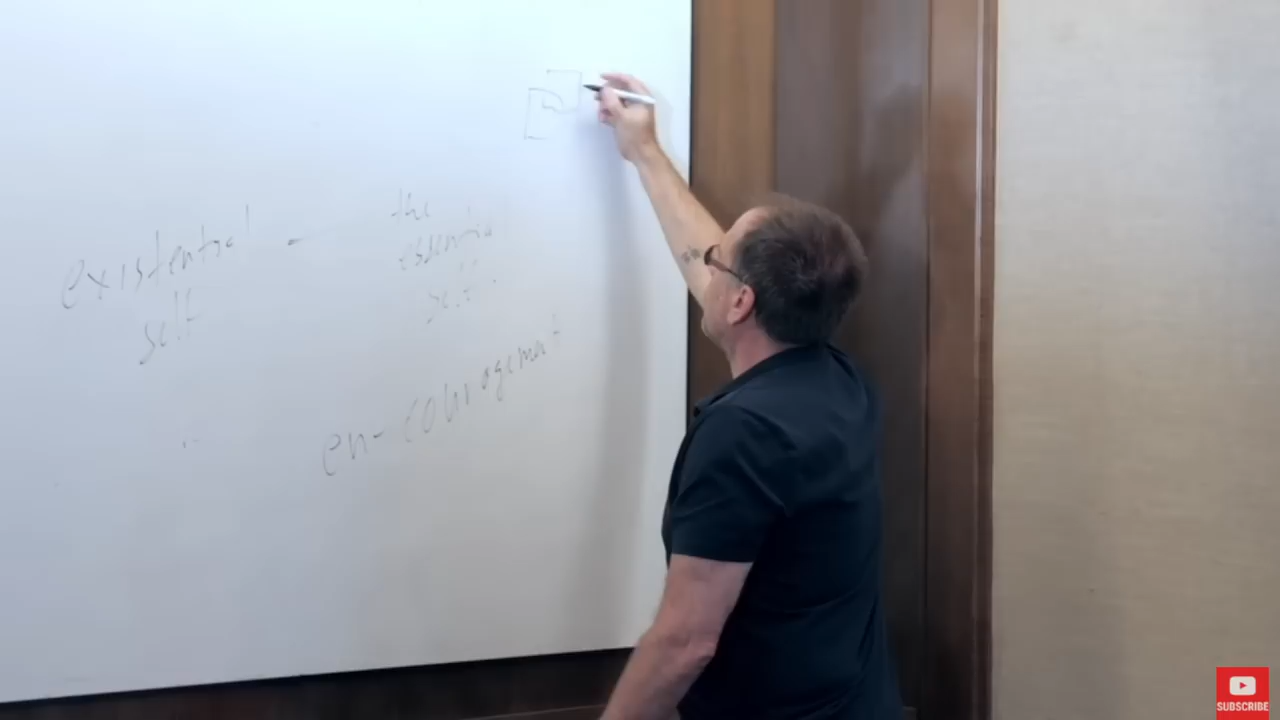 existential - the
essential
self
self
en-couragement
SUBSCRIBE